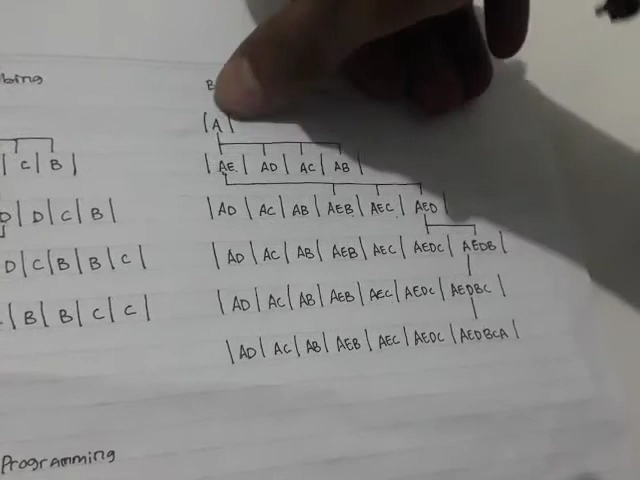 bing
B
| A |
| C | B |
| AE | AD | AC | AB |
D | D | C | B |
| AD | AC | AB | AEB | AEC | AED |
D | C | B | B | C |
| AD | AC | AB | AEB | AEC | AEDC | AEDB |
| B | B | C | C |
| AD | AC | AB | AEB | AEC | AEDC | AEDBC |
| AD | AC | AB | AEB | AEC | AEDC | AEDBCA |
Programming